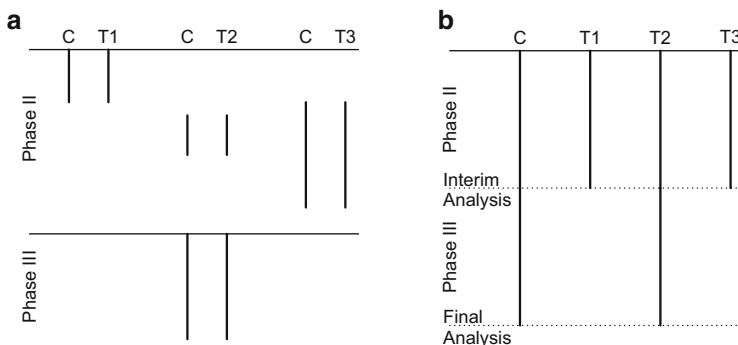 a
C T1 C T2 C T3
Phase II
Phase III
b
C T1 T2 T3
Phase II
Interim
Analysis
Phase III
Final
Analysis